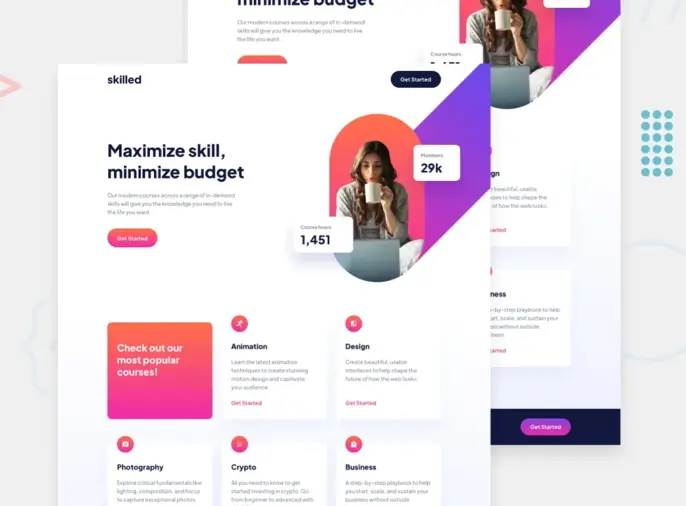 minimize budget
Our modern courses across a range of in-demand
skills will give you the knowledge you need to live
the life you want.
Course hours
skilled
Get Started
Maximize skill,
minimize budget
Our modern courses across a range of in-demand
skills will give you the knowledge you need to live
the life you want.
Get Started
Members
29k
Course hours
1,451
Check out our
most popular
courses!
Animation
Learn the latest animation
techniques to create stunning
motion design and captivate
your audience.
Get Started
Design
Create beautiful, usable
interfaces to help shape the
future of how the web looks.
Get Started
Photography
Explore critical fundamentals like
lighting, composition, and focus
to capture exceptional photos.
Crypto
All you need to know to get
started investing in crypto. Go
from beginner to advanced with
Business
A step-by-step playbook to help
you start, scale, and sustain your
business without outside
gn
beautiful, usable
es to help shape the
of how the web looks.
arted
ness
-by-step playbook to help
art, scale, and sustain your
ess without outside
arted
Get Started